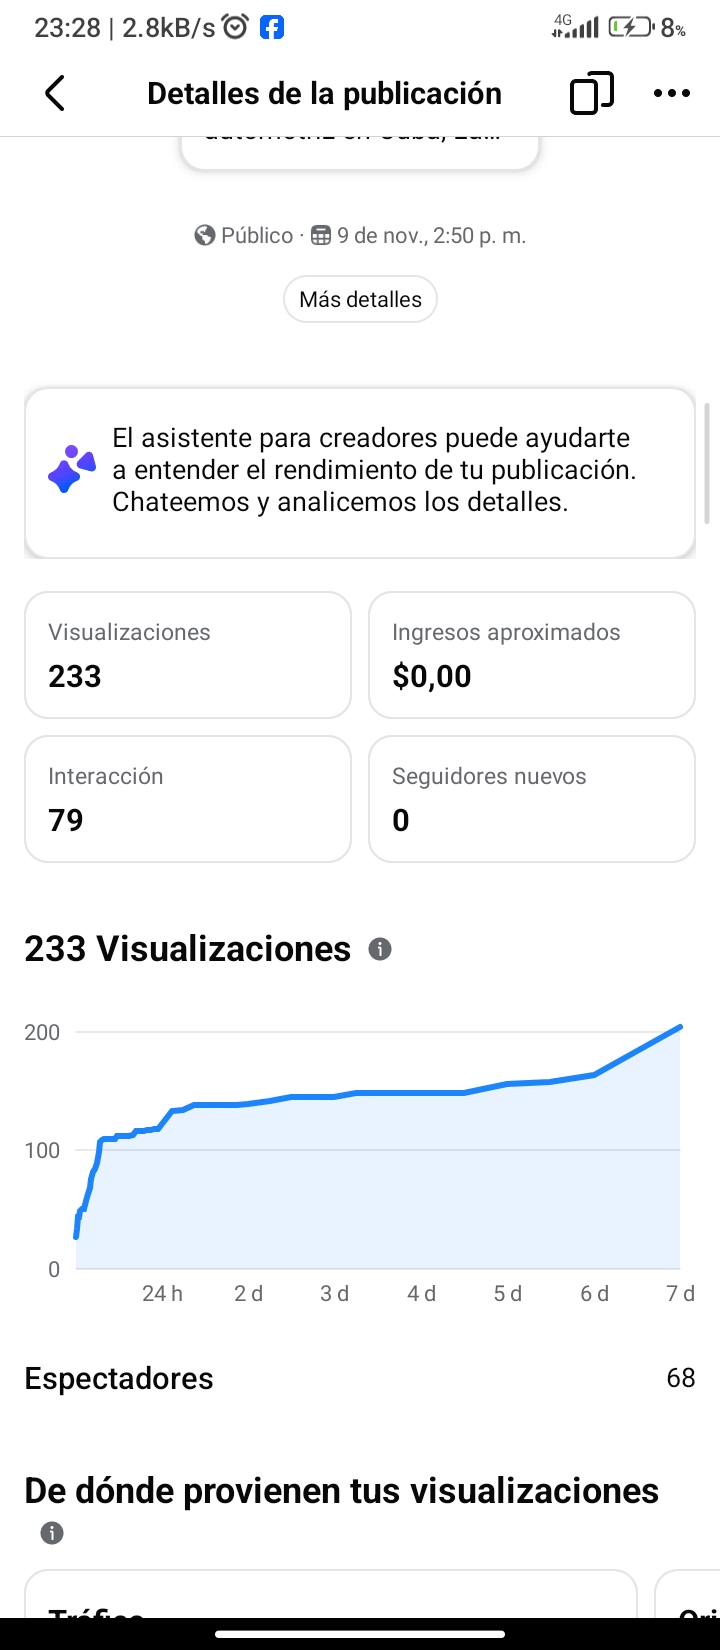 23:28 | 2.8kB/s
4G
8%
Detalles de la publicación
Público · 9 de nov., 2:50 p. m.
Más detalles
El asistente para creadores puede ayudarte
a entender el rendimiento de tu publicación.
Chateemos y analicemos los detalles.
Visualizaciones
233
Ingresos aproximados
$0,00
Interacción
79
Seguidores nuevos
0
233 Visualizaciones
200
100
0
24 h 2 d 3 d 4 d 5 d 6 d 7 d
Espectadores 68
De dónde provienen tus visualizaciones
Tráfico